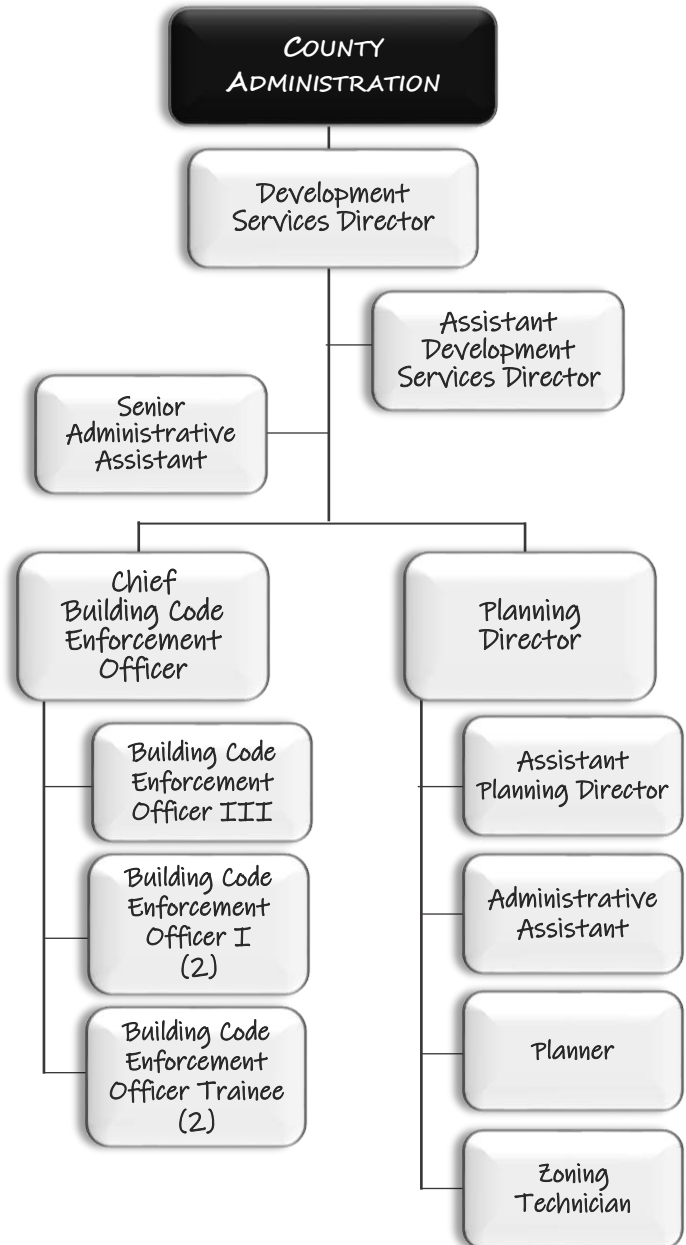 COUNTY
ADMINISTRATION
Development
Services Director
Assistant
Development
Services Director
Senior
Administrative
Assistant
Chief
Building Code
Enforcement
Officer
Planning
Director
Building Code
Enforcement
Officer III
Building Code
Enforcement
Officer I
(2)
Building Code
Enforcement
Officer Trainee
(2)
Assistant
Planning Director
Administrative
Assistant
Planner
Zoning
Technician